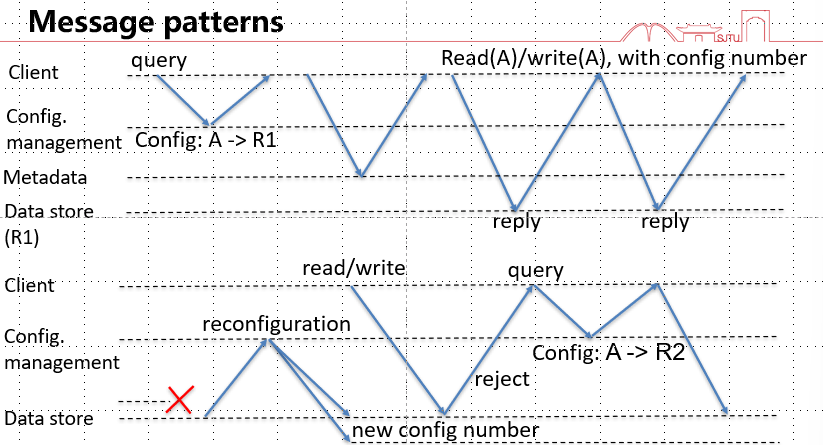 Message patterns
SJTU
query
Read(A)/write(A), with config number
Client
Config.
management
Config: A -> R1
Metadata
Data store
(R1)
reply
reply
read/write
query
Client
reconfiguration
Config.
management
Config: A -> R2
reject
Data store
new config number